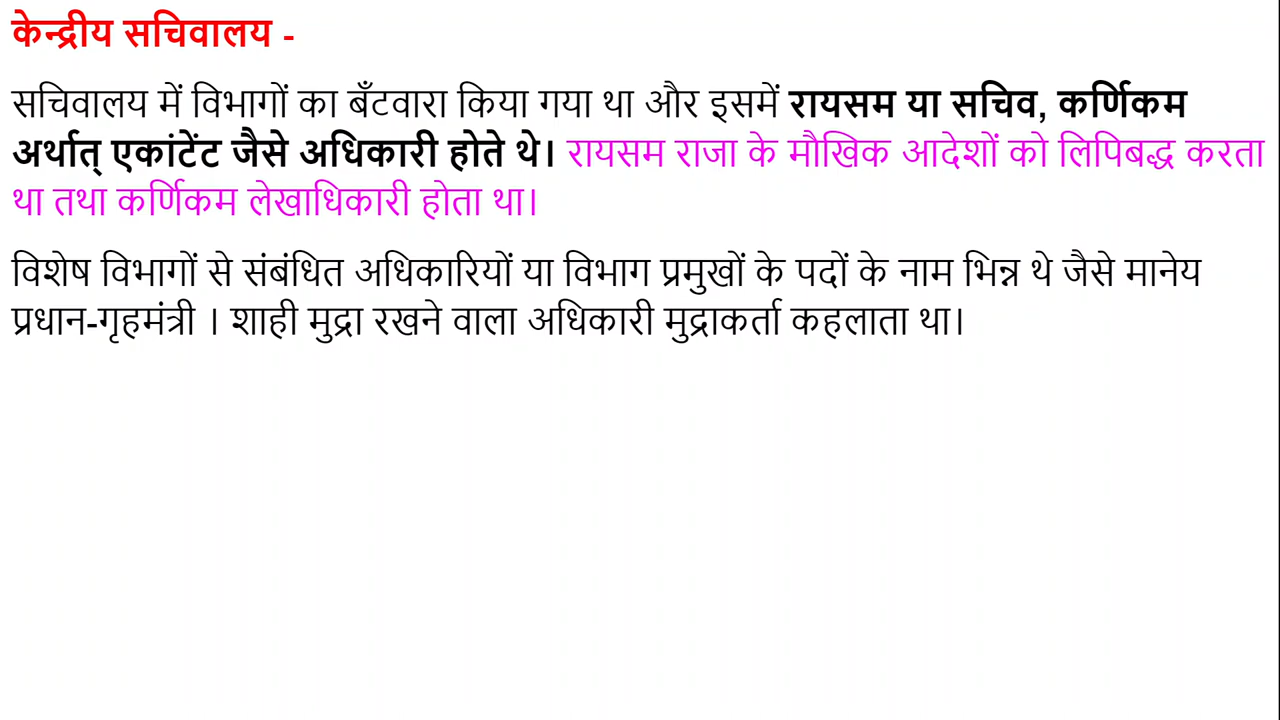 केन्द्रीय सचिवालय -
सचिवालय में विभागों का बँटवारा किया गया था और इसमें रायसम या सचिव, कर्णिकम
अर्थात् एकांटेंट जैसे अधिकारी होते थे। रायसम राजा के मौखिक आदेशों को लिपिबद्ध करता
था तथा कर्णिकम लेखाधिकारी होता था।
विशेष विभागों से संबंधित अधिकारियों या विभाग प्रमुखों के पदों के नाम भिन्न थे जैसे मानेय
प्रधान-गृहमंत्री । शाही मुद्रा रखने वाला अधिकारी मुद्राकर्ता कहलाता था।